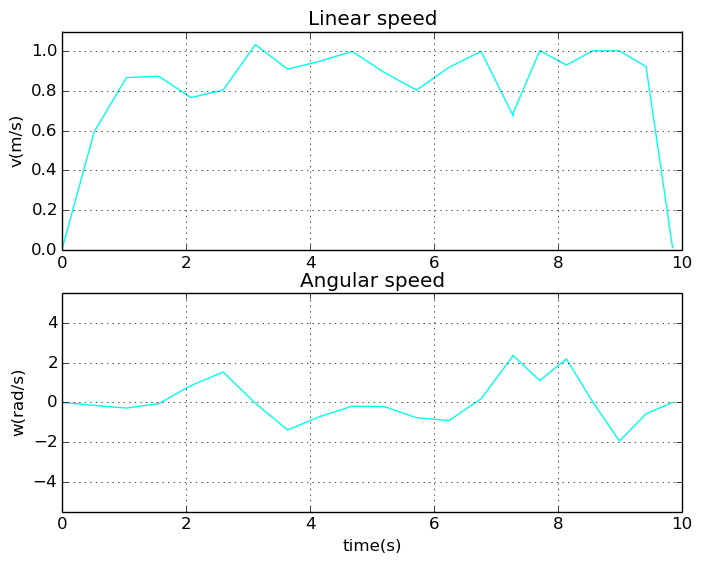 Linear speed
v(m/s)
1.0
0.8
0.6
0.4
0.2
0.0
0 2 4 6 8 10
Angular speed
w(rad/s)
4
2
0
−2
−4
0 2 4 6 8 10
time(s)